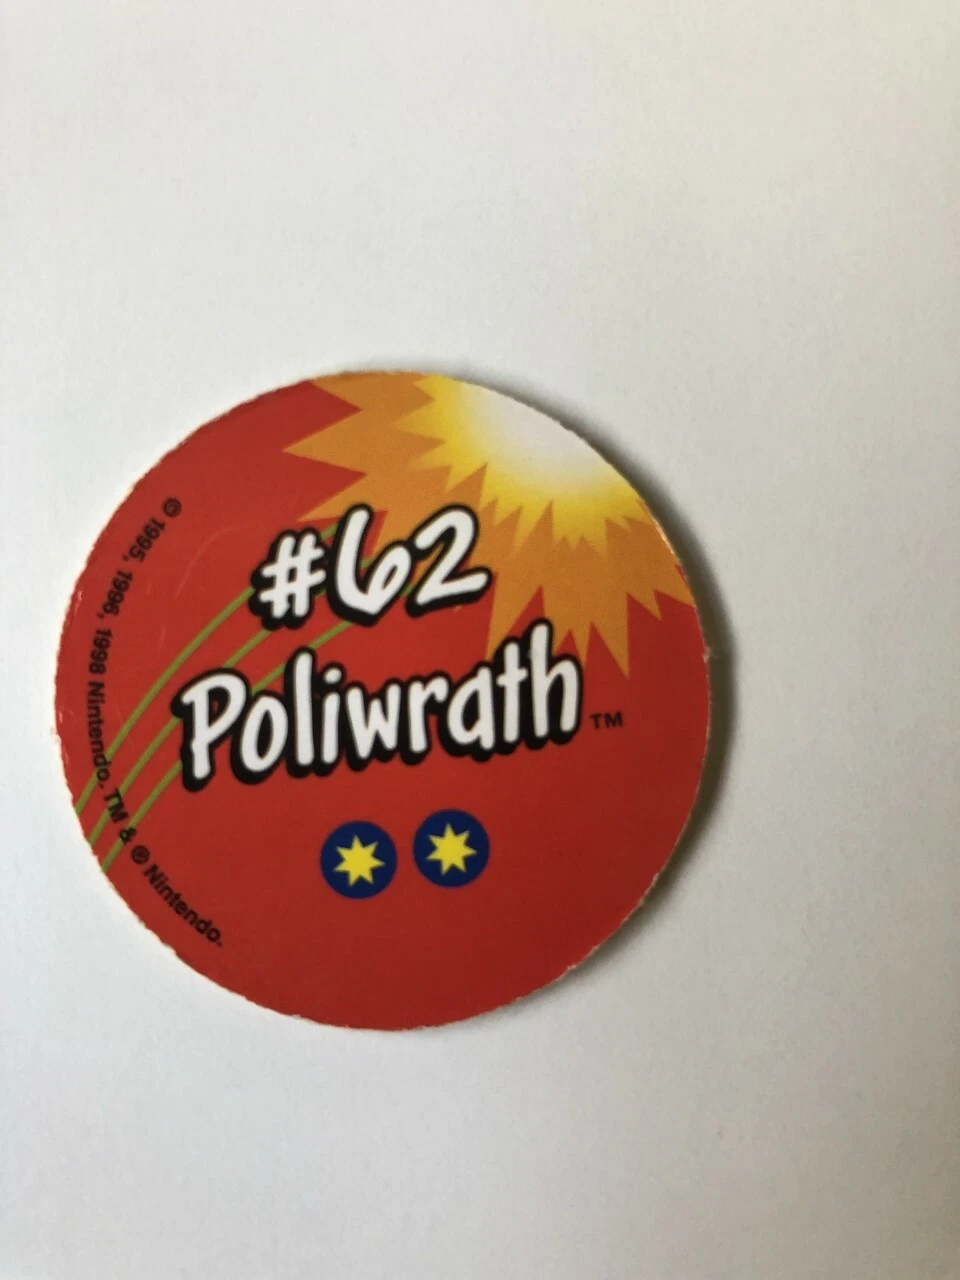 #62
Poliwrath™
© 1995, 1996, 1998 Nintendo. TM & ® Nintendo.